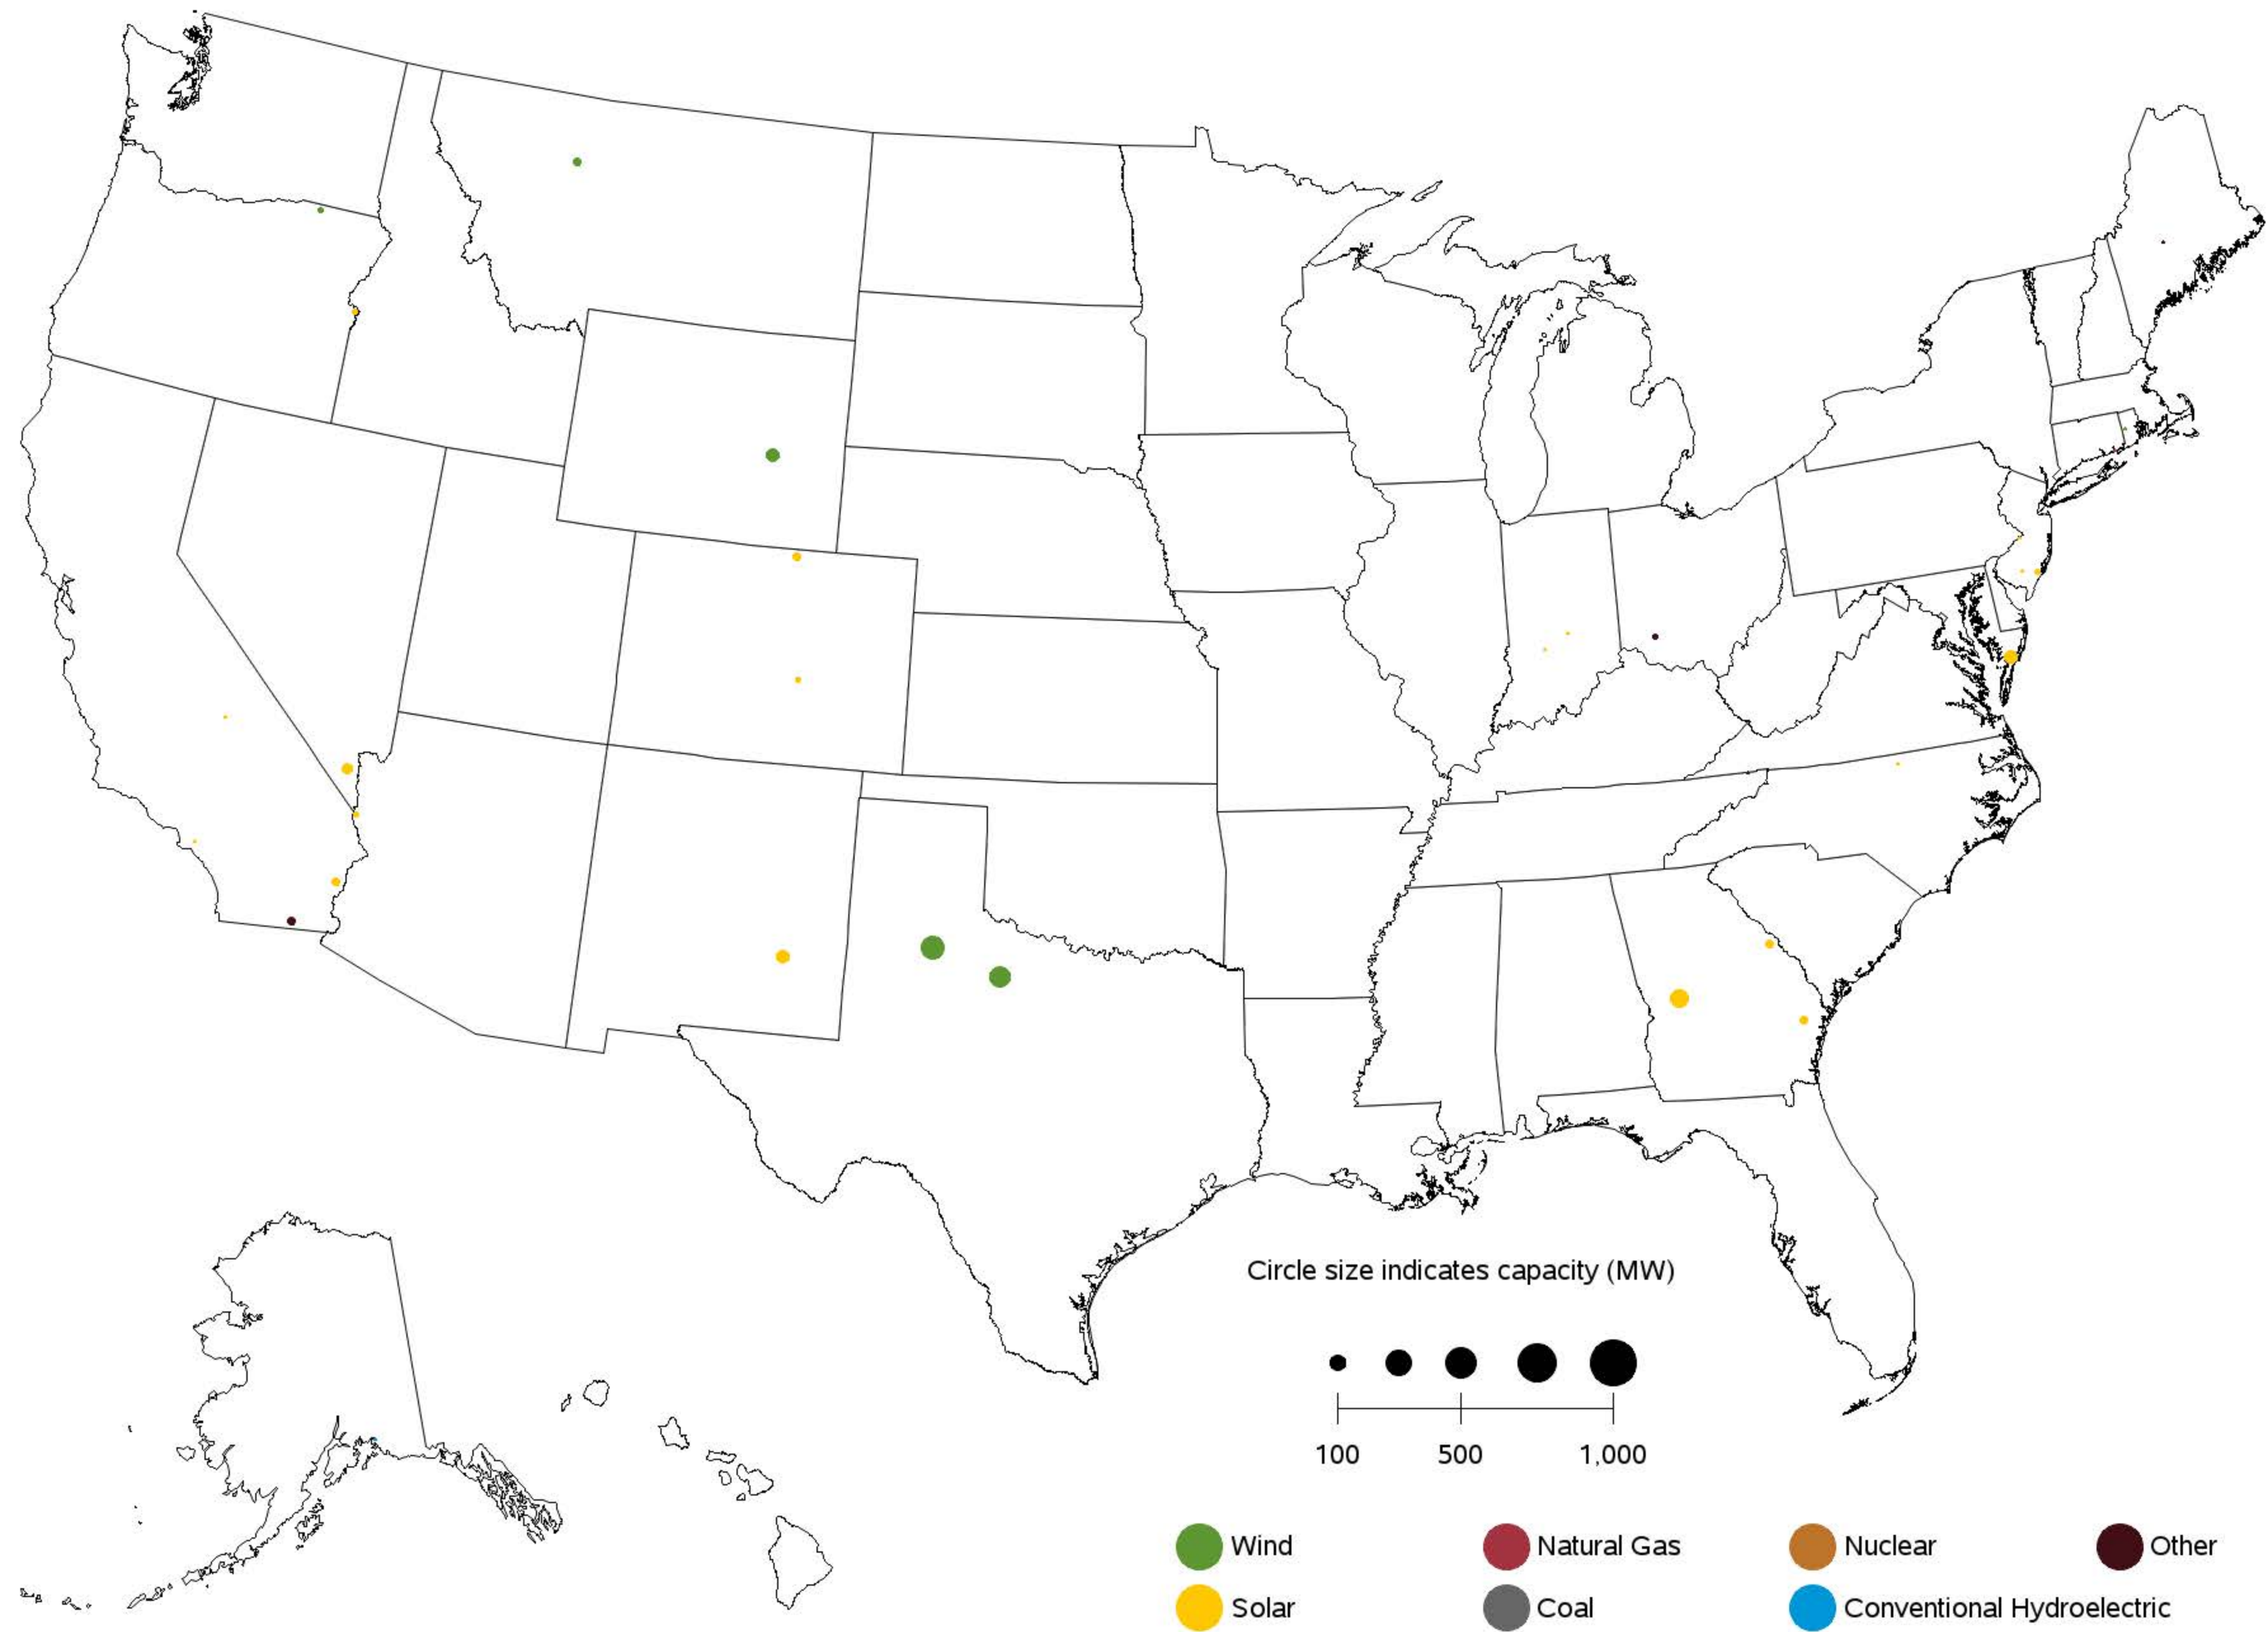 Circle size indicates capacity (MW)
100 500 1,000
Wind Natural Gas Nuclear Other
Solar Coal Conventional Hydroelectric